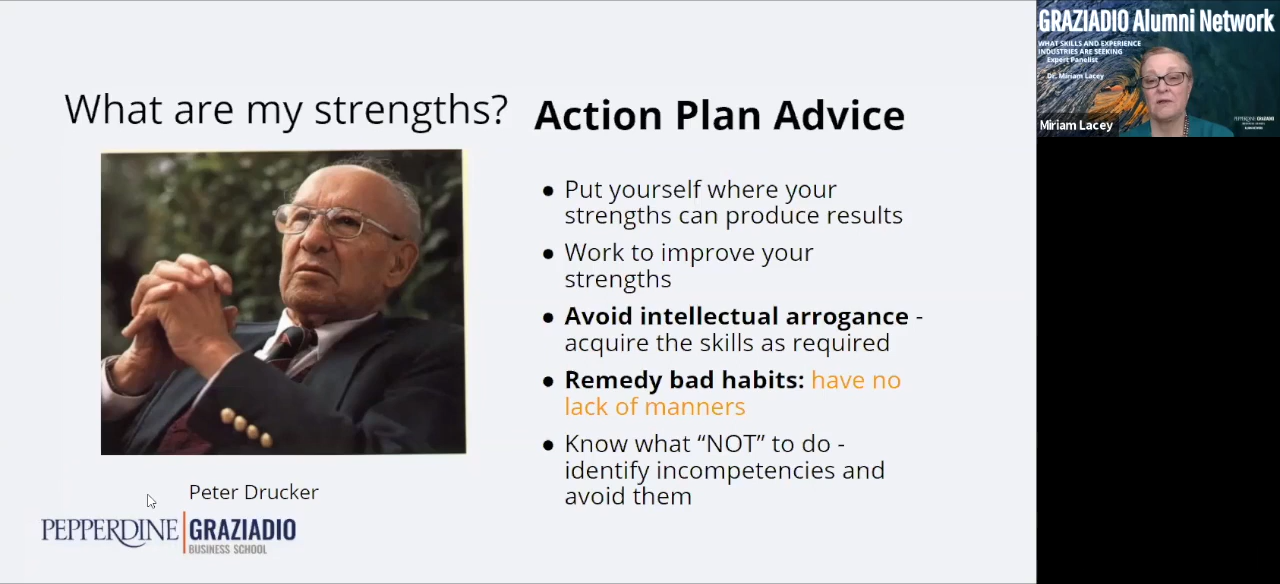 What are my strengths?
Action Plan Advice
● Put yourself where your
strengths can produce results
● Work to improve your
strengths
● Avoid intellectual arrogance -
acquire the skills as required
● Remedy bad habits: have no
lack of manners
● Know what “NOT” to do -
identify incompetencies and
avoid them
Peter Drucker
PEPPERDINE GRAZIADIO
BUSINESS SCHOOL
GRAZIADIO Alumni Network
WHAT SKILLS AND EXPERIENCE
INDUSTRIES ARE SEEKING
Expert Panelist
Dr. Miriam Lacey
Miriam Lacey
PEPPERDINE GRAZIADIO